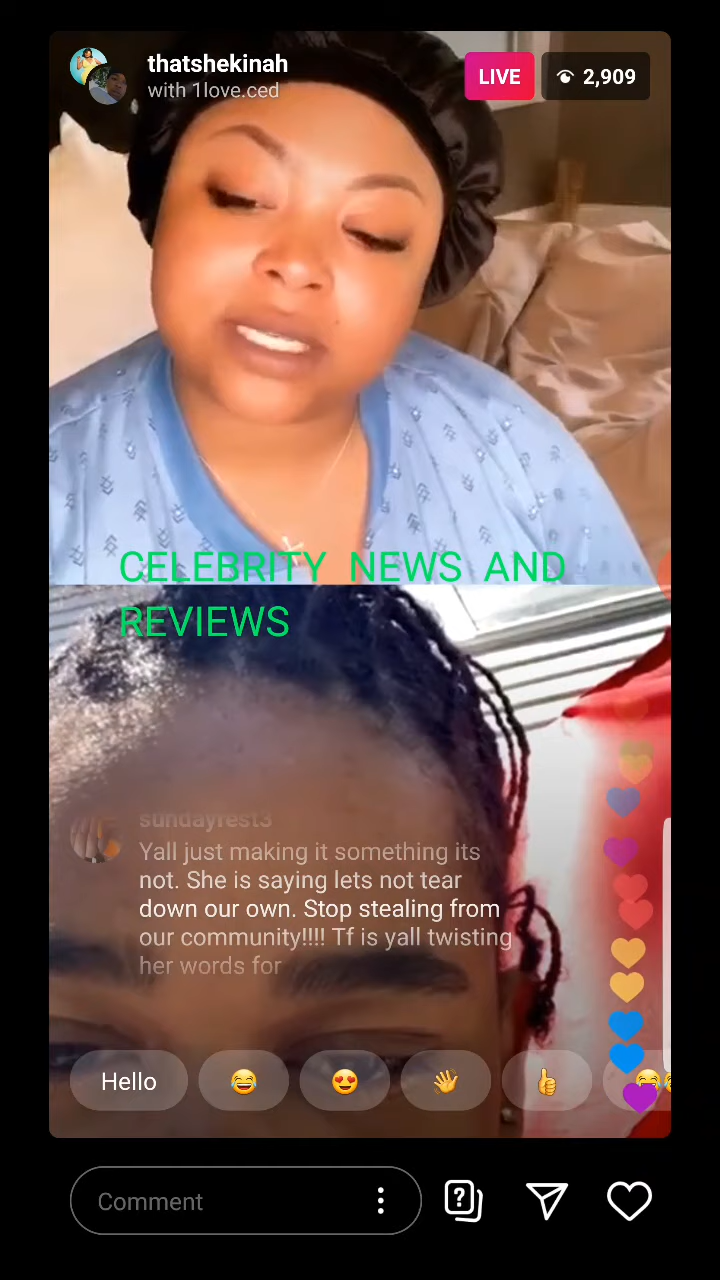 thatshekinah
with 1love.ced
LIVE
2,909
CELEBRITY NEWS AND
REVIEWS
sundayrest3
Yall just making it something its
not. She is saying lets not tear
down our own. Stop stealing from
our community!!!! Tf is yall twisting
her words for
Hello
Comment